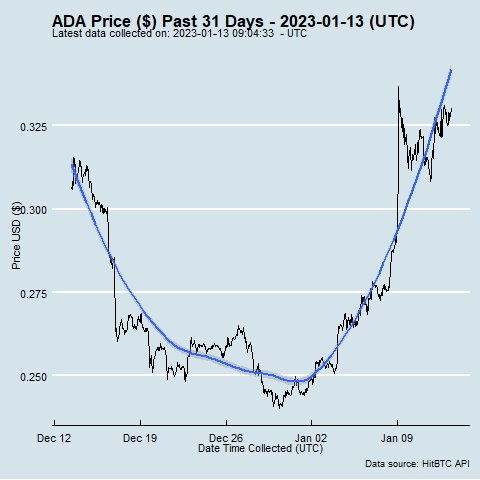 ADA Price ($) Past 31 Days - 2023-01-13 (UTC)
Latest data collected on: 2023-01-13 09:04:33  - UTC
0.325
0.300
0.275
0.250
Price USD ($)
Dec 12 Dec 19 Dec 26 Jan 02 Jan 09
Date Time Collected (UTC)
Data source: HitBTC API